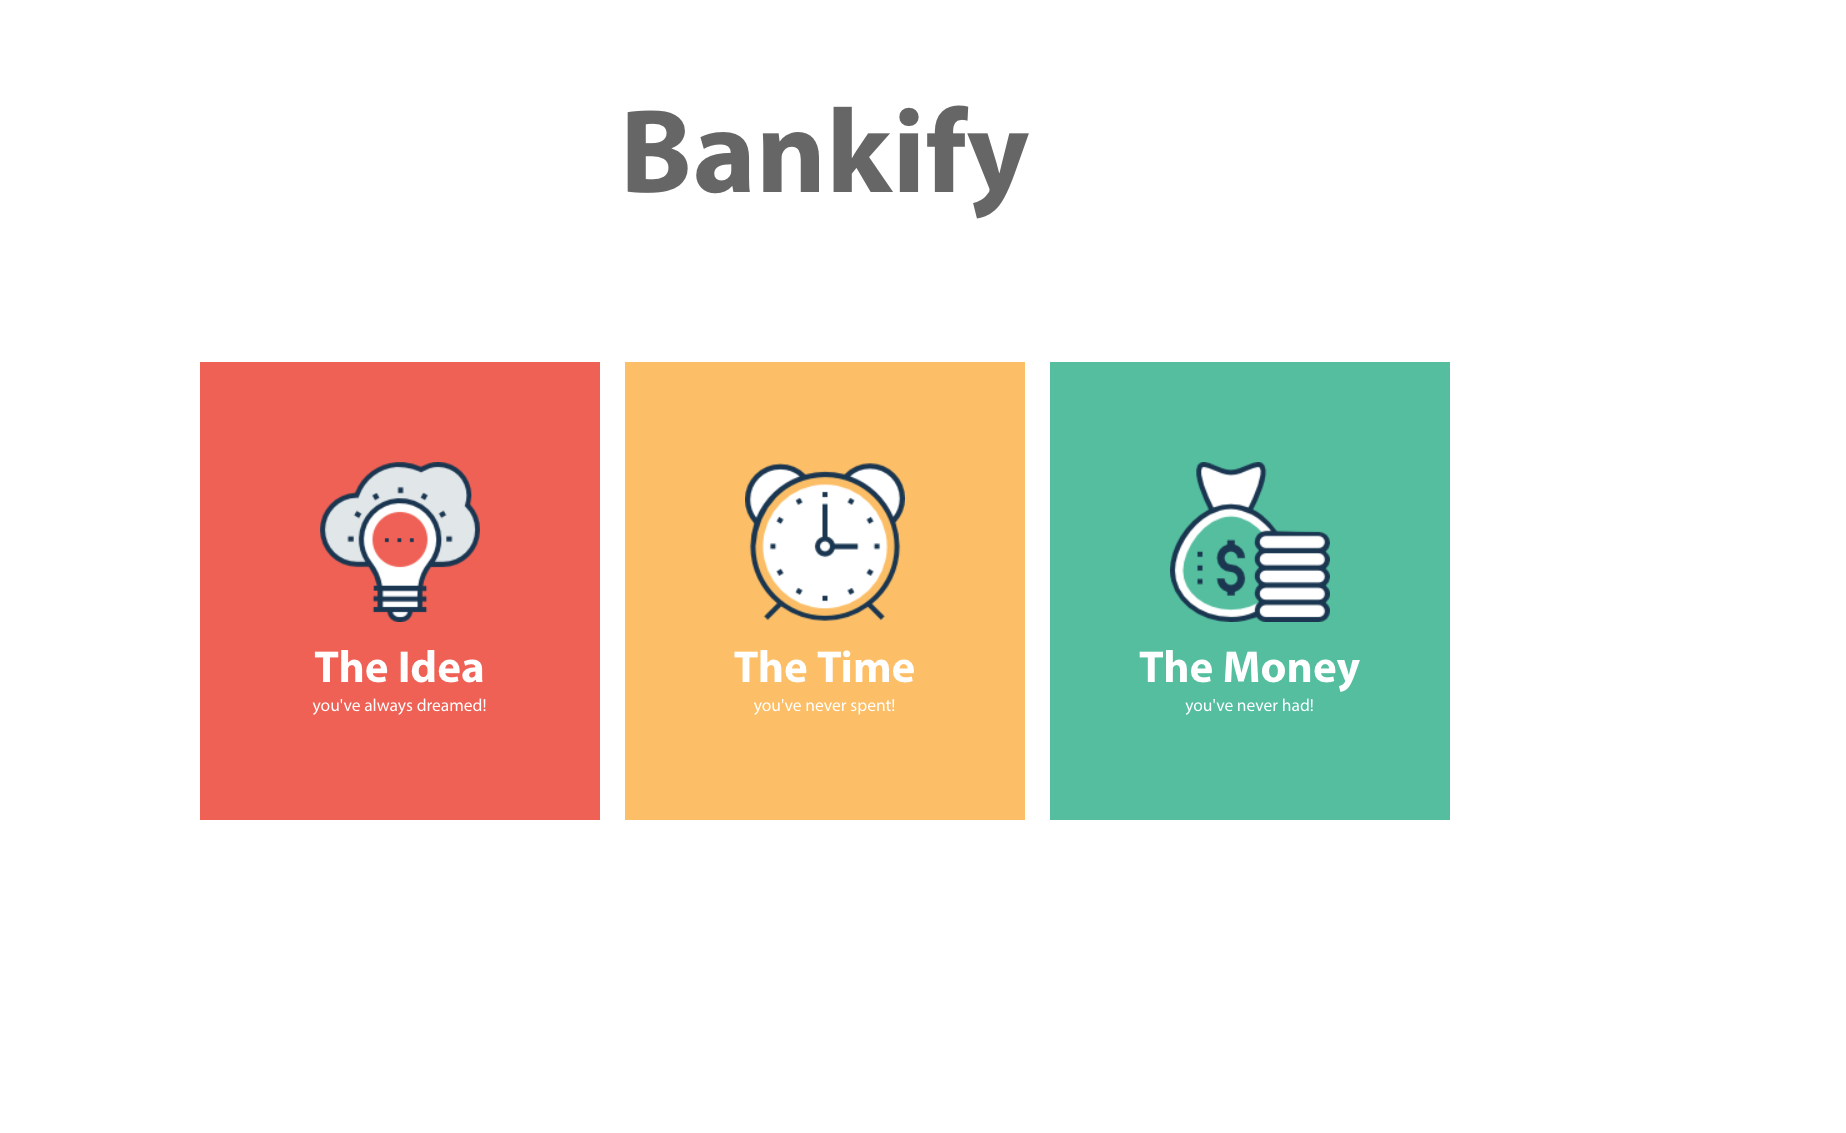 Bankify
The Idea
you've always dreamed!
The Time
you've never spent!
$
The Money
you've never had!